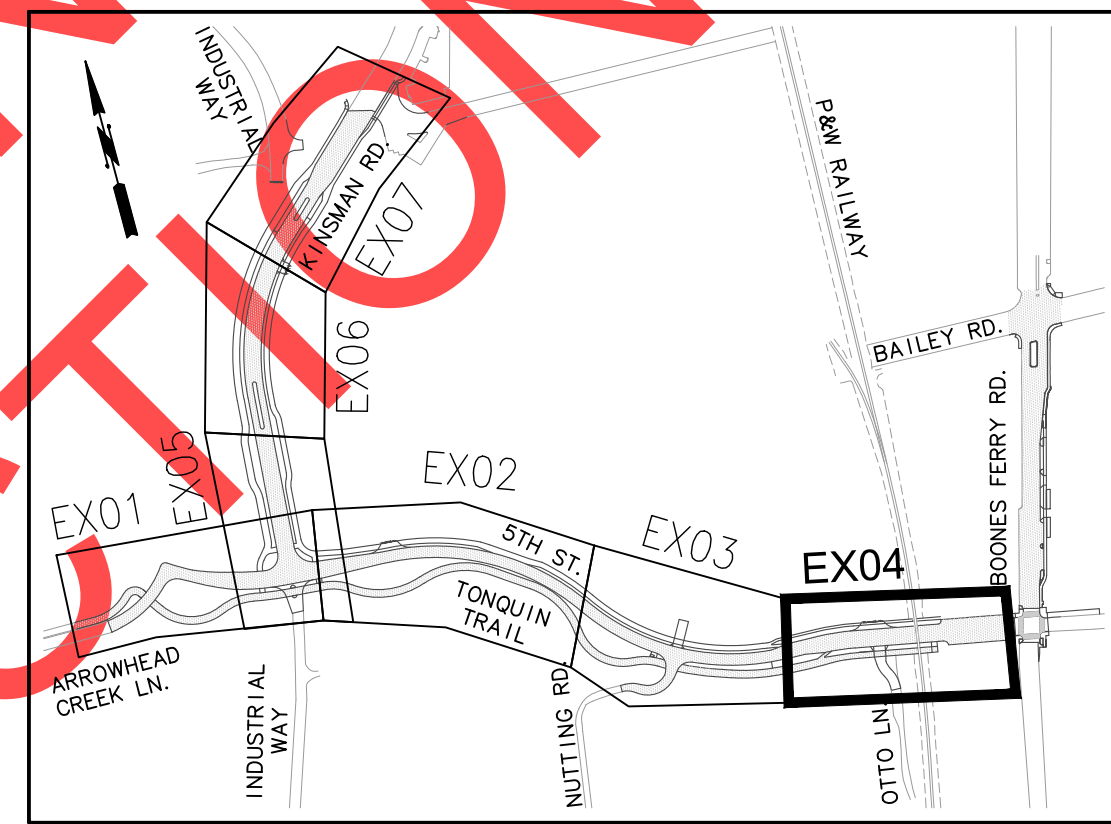 INDUSTRIAL
WAY
KINSMAN RD.
EX07
P&W RAILWAY
BAILEY RD.
BOONES FERRY RD.
EX06
EX05
EX01
EX02
5TH ST.
EX03
EX04
TONQUIN
TRAIL
ARROWHEAD
CREEK LN.
INDUSTRIAL
WAY
NUTTING RD.
OTTO LN.